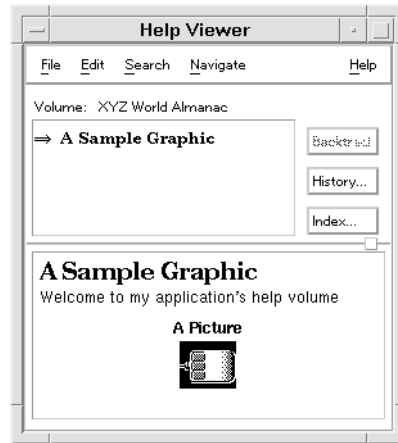 Help Viewer
File Edit Search Navigate Help
Volume: XYZ World Almanac
⇒ A Sample Graphic
Backtrack
History...
Index...
A Sample Graphic
Welcome to my application's help volume
A Picture